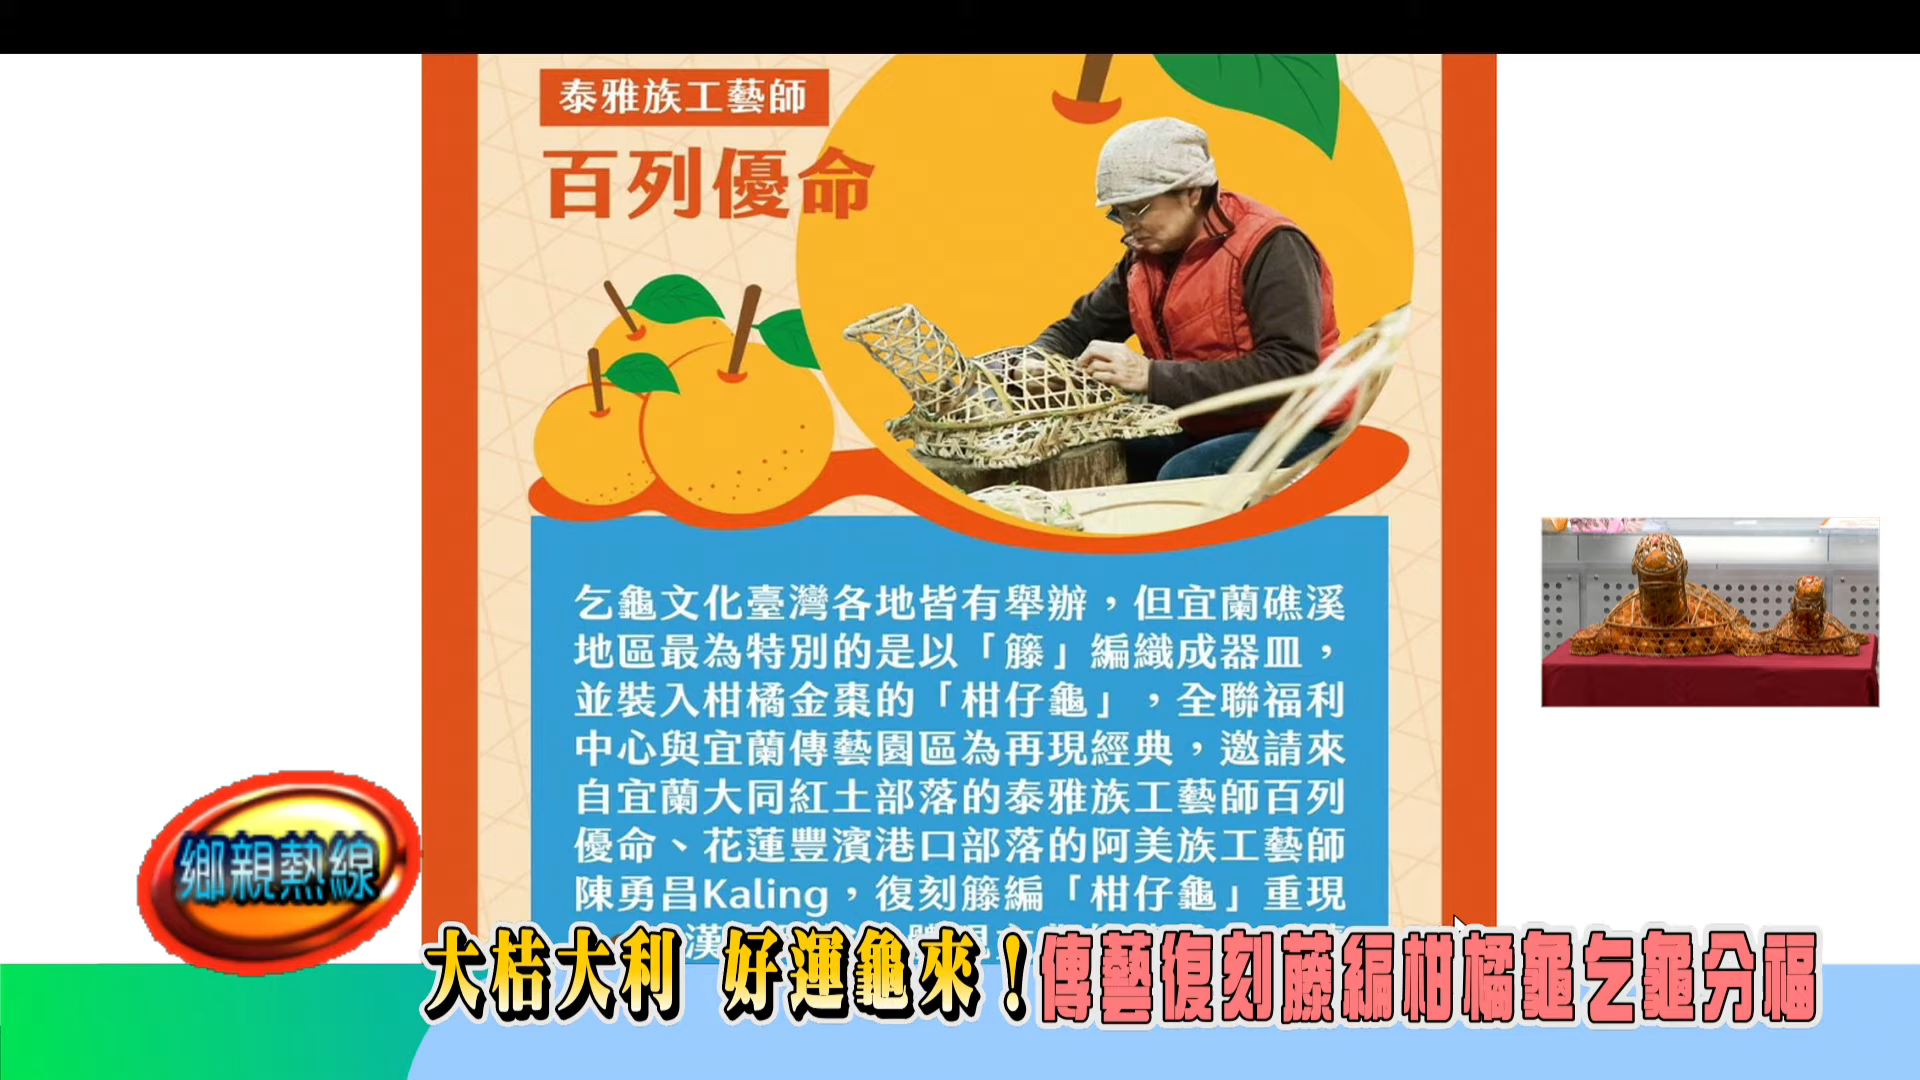 泰雅族工藝師
百列優命
乞龜文化臺灣各地皆有舉辦，但宜蘭礁溪
地區最為特別的是以「籐」編織成器皿，
並裝入柑橘金棗的「柑仔龜」，全聯福利
中心與宜蘭傳藝園區為再現經典，邀請來
自宜蘭大同紅土部落的泰雅族工藝師百列
優命、花蓮豐濱港口部落的阿美族工藝師
陳勇昌Kaling，復刻籐編「柑仔龜」重現
漢
鄉親熱線
大桔大利 好運龜來！傳藝復刻藤編柑橘龜乞龜分福